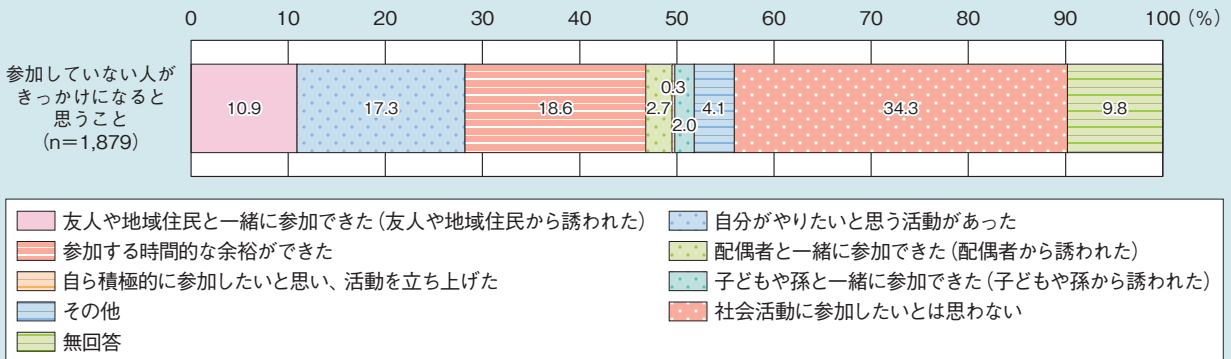 0 10 20 30 40 50 60 70 80 90 100 (%)
参加していない人が
きっかけになると
思うこと
(n=1,879)
10.9 17.3 18.6 2.7 0.3 2.0 4.1 34.3 9.8
友人や地域住民と一緒に参加できた(友人や地域住民から誘われた) 自分がやりたいと思う活動があった
参加する時間的な余裕ができた 配偶者と一緒に参加できた(配偶者から誘われた)
自ら積極的に参加したいと思い、活動を立ち上げた 子どもや孫と一緒に参加できた(子どもや孫から誘われた)
その他 社会活動に参加したいとは思わない
無回答